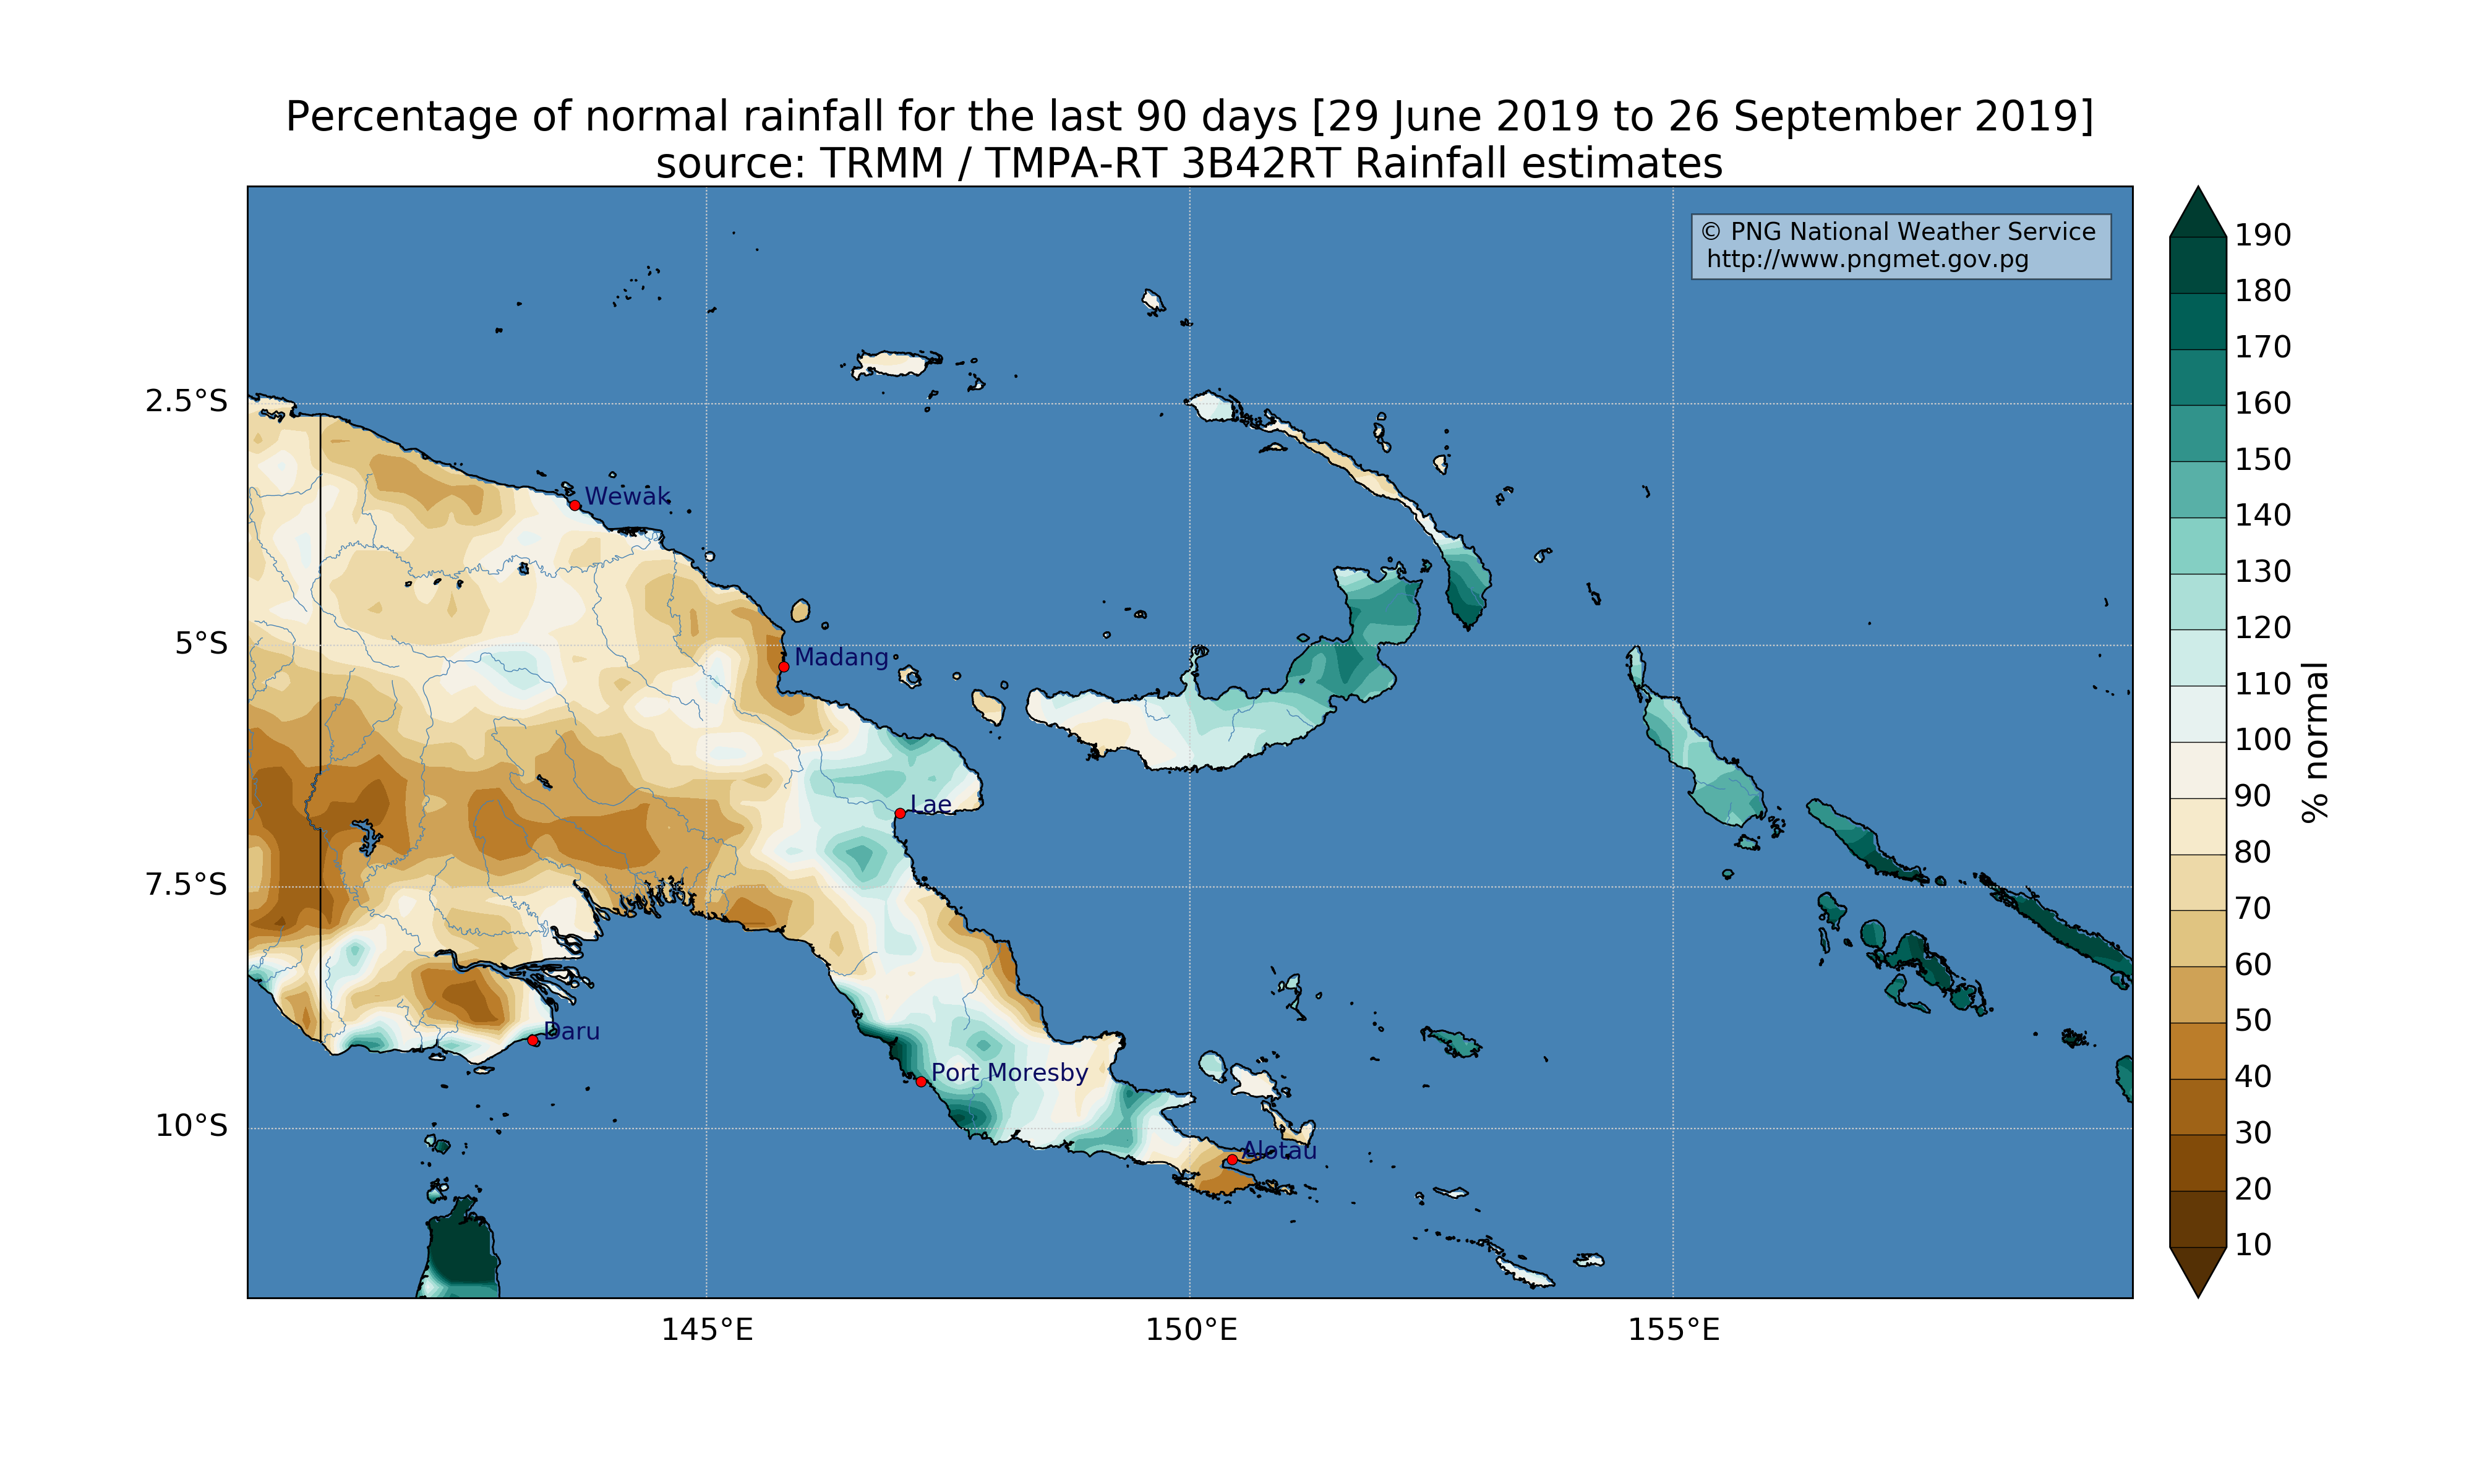 Percentage of normal rainfall for the last 90 days [29 June 2019 to 26 September 2019]
source: TRMM / TMPA-RT 3B42RT Rainfall estimates
© PNG National Weather Service
http://www.pngmet.gov.pg
2.5°S
5°S
7.5°S
10°S
Wewak
Madang
Lae
Daru
Port Moresby
Alotau
145°E
150°E
155°E
190
180
170
160
150
140
130
120
110
100
90
80
70
60
50
40
30
20
10
% normal